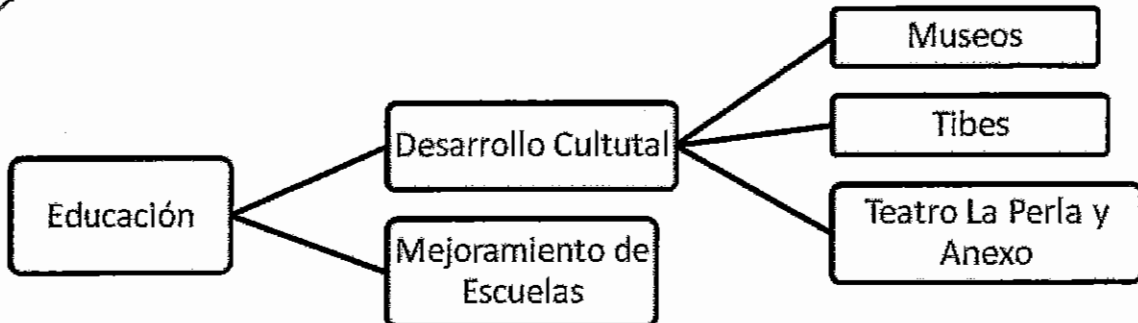 Educación
Desarrollo Cultutal
Mejoramiento de
Escuelas
Museos
Tibes
Teatro La Perla y
Anexo